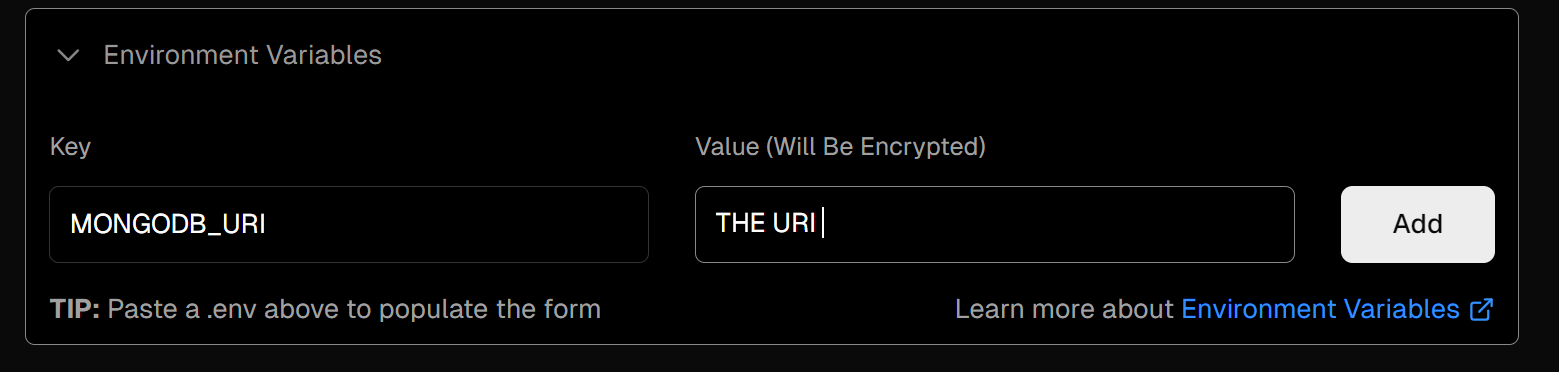 Environment Variables
Key
Value (Will Be Encrypted)
MONGODB_URI
THE URI
Add
TIP: Paste a .env above to populate the form
Learn more about Environment Variables